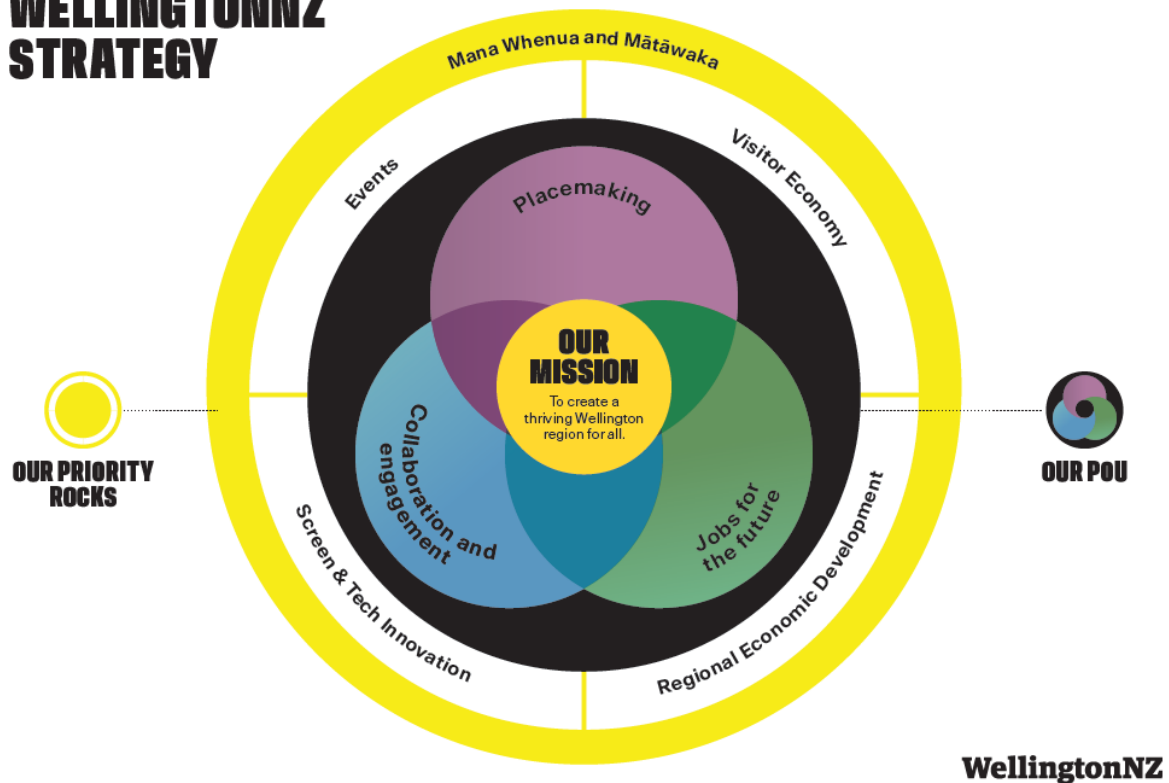 WELLINGTONNZ
STRATEGY
Mana Whenua and Mātāwaka
Events
Visitor Economy
Placemaking
OUR
MISSION
To create a
thriving Wellington
region for all.
Collaboration and
engagement
Jobs for
the future
OUR PRIORITY
ROCKS
OUR POU
Screen & Tech Innovation
Regional Economic Development
WellingtonNZ